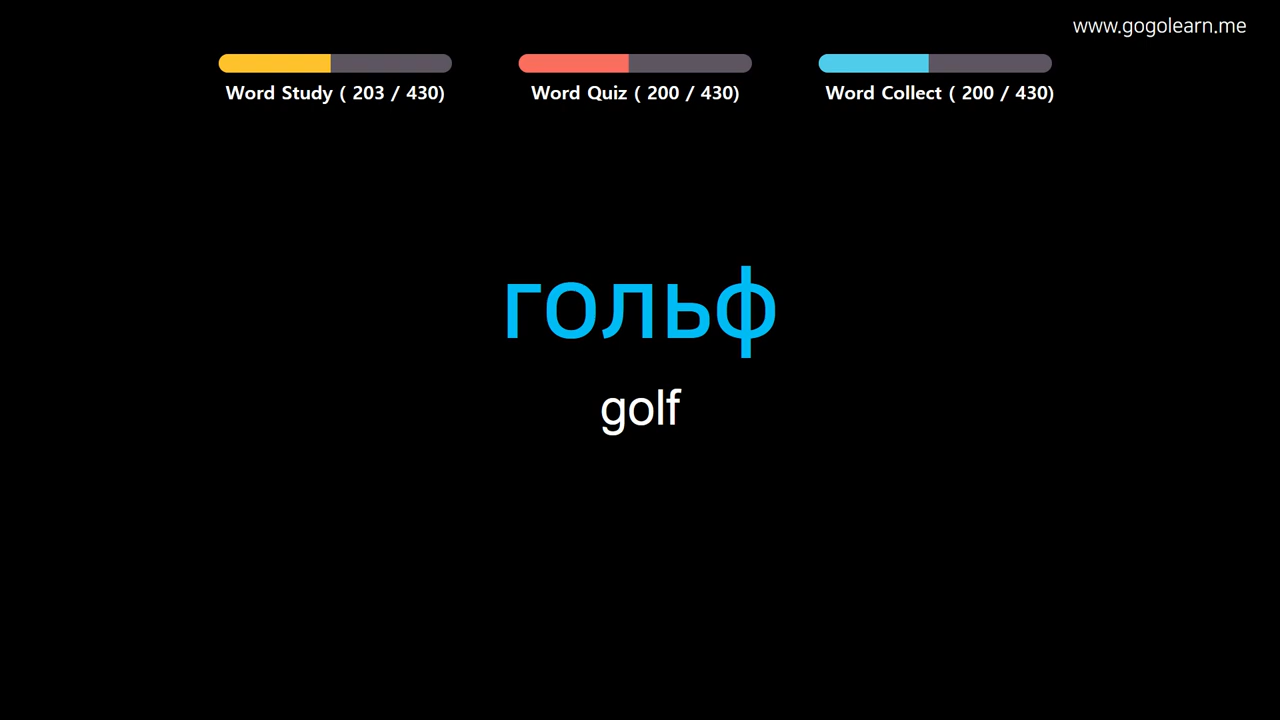 www.gogolearn.me
Word Study ( 203 / 430)
Word Quiz ( 200 / 430)
Word Collect ( 200 / 430)
гольф
golf